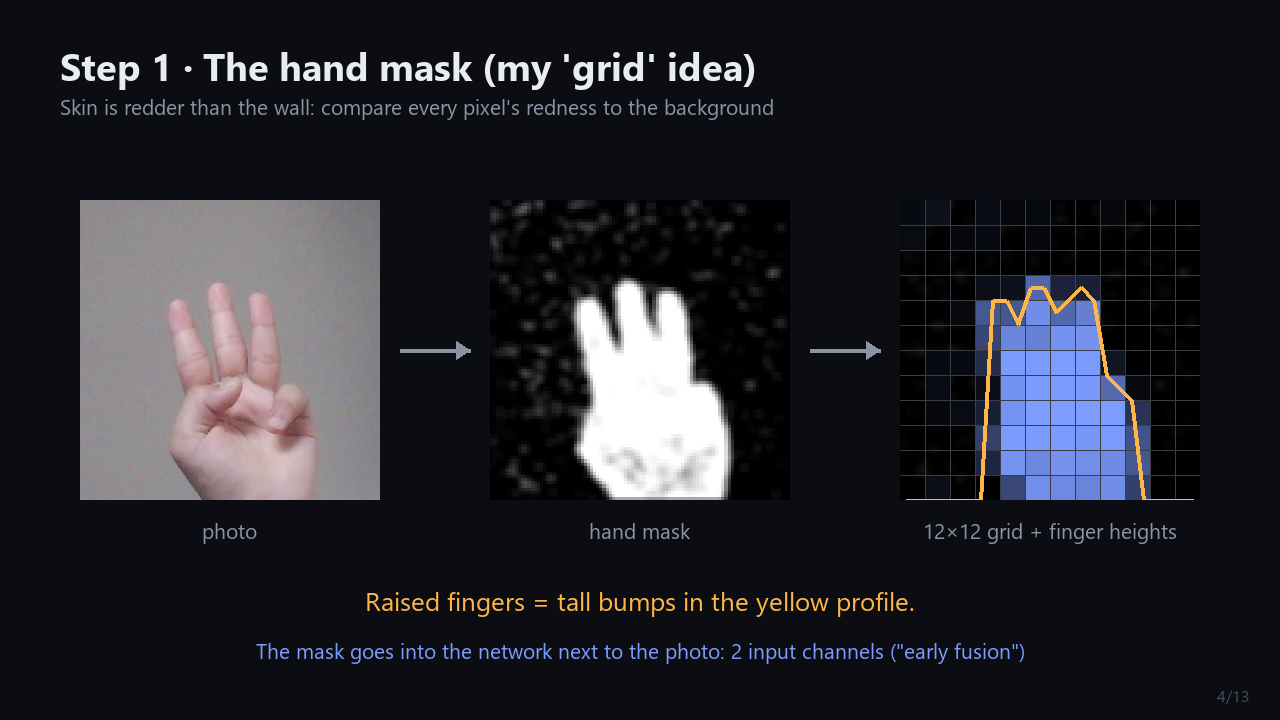 Step 1 · The hand mask (my 'grid' idea)
Skin is redder than the wall: compare every pixel's redness to the background
photo
hand mask
12×12 grid + finger heights
Raised fingers = tall bumps in the yellow profile.
The mask goes into the network next to the photo: 2 input channels ("early fusion")
4/13